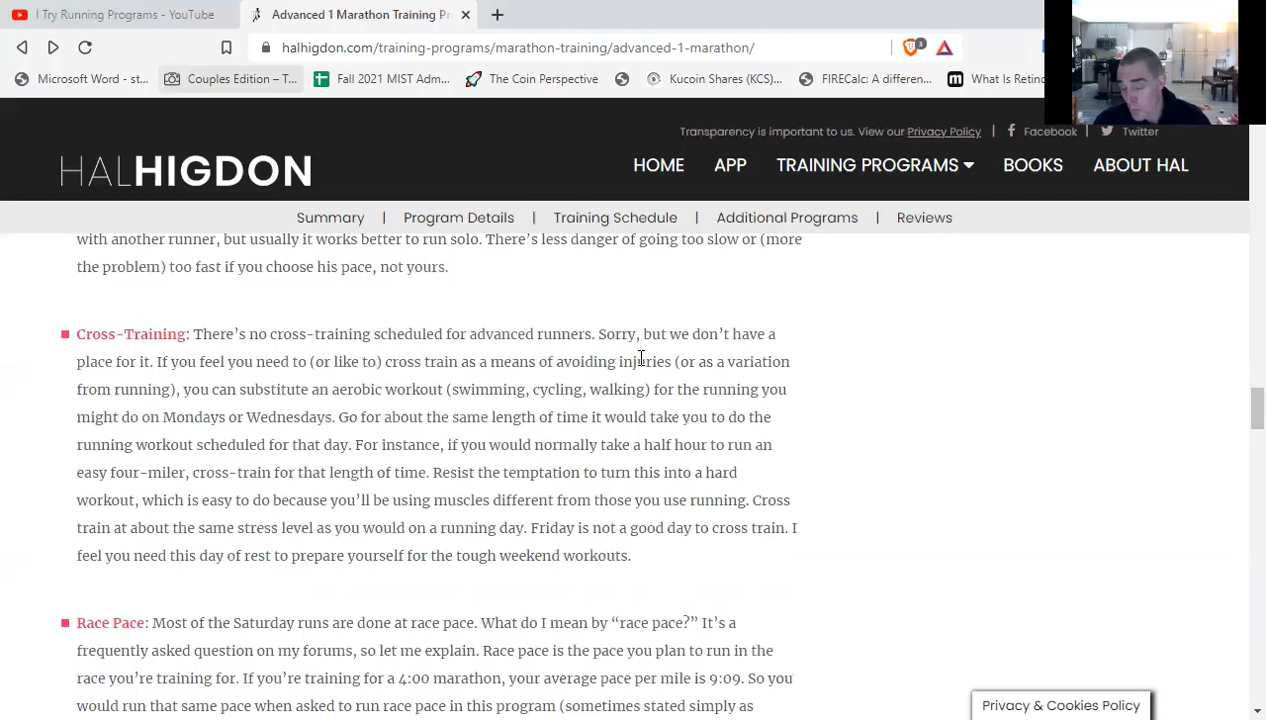 I Try Running Programs - YouTube
Advanced 1 Marathon Training Pr
halhigdon.com/training-programs/marathon-training/advanced-1-marathon/
1
Microsoft Word - st...
Couples Edition – T...
Fall 2021 MIST Adm...
The Coin Perspective
Kucoin Shares (KCS)...
FIRECalc: A differen...
What Is Retino
Transparency is important to us. View our Privacy Policy | Facebook | Twitter
HALHIGDON
HOME APP TRAINING PROGRAMS BOOKS ABOUT HAL
Summary | Program Details | Training Schedule | Additional Programs | Reviews
with another runner, but usually it works better to run solo. There's less danger of going too slow or (more
the problem) too fast if you choose his pace, not yours.
Cross-Training: There's no cross-training scheduled for advanced runners. Sorry, but we don't have a
place for it. If you feel you need to (or like to) cross train as a means of avoiding injuries (or as a variation
from running), you can substitute an aerobic workout (swimming, cycling, walking) for the running you
might do on Mondays or Wednesdays. Go for about the same length of time it would take you to do the
running workout scheduled for that day. For instance, if you would normally take a half hour to run an
easy four-miler, cross-train for that length of time. Resist the temptation to turn this into a hard
workout, which is easy to do because you'll be using muscles different from those you use running. Cross
train at about the same stress level as you would on a running day. Friday is not a good day to cross train. I
feel you need this day of rest to prepare yourself for the tough weekend workouts.
Race Pace: Most of the Saturday runs are done at race pace. What do I mean by “race pace?” It's a
frequently asked question on my forums, so let me explain. Race pace is the pace you plan to run in the
race you're training for. If you're training for a 4:00 marathon, your average pace per mile is 9:09. So you
would run that same pace when asked to run race pace in this program (sometimes stated simply as
Privacy & Cookies Policy